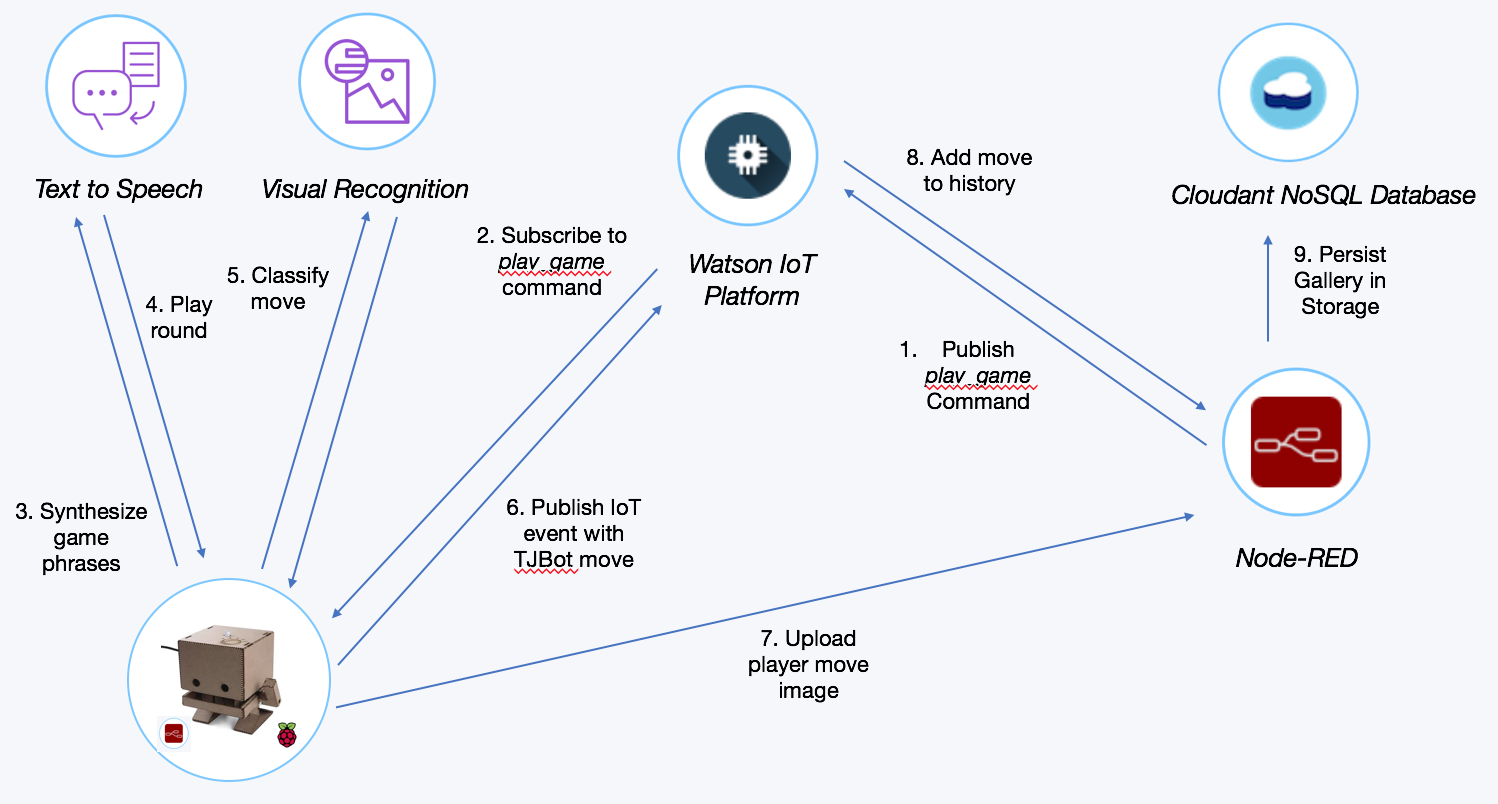 Text to Speech
Visual Recognition
Watson IoT
Platform
Cloudant NoSQL Database
8. Add move
to history
2. Subscribe to
play_game
command
9. Persist
Gallery in
Storage
5. Classify
move
4. Play
round
1. Publish
play_game
Command
3. Synthesize
game
phrases
6. Publish IoT
event with
TJBot move
Node-RED
7. Upload
player move
image